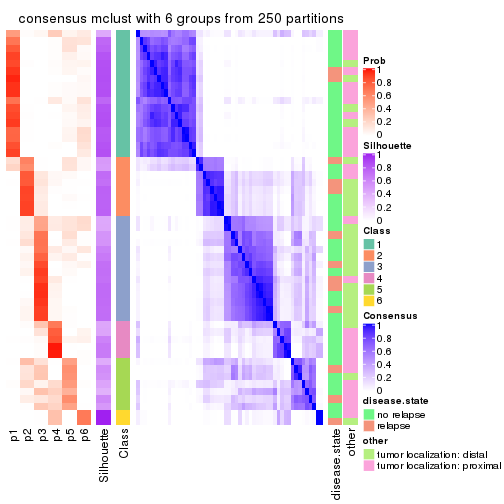 consensus mclust with 6 groups from 250 partitions
Prob
1
0.8
0.6
0.4
0.2
0
Silhouette
1
0.8
0.6
0.4
0.2
0
Class
1
2
3
4
5
6
Consensus
1
0.8
0.6
0.4
0.2
0
disease.state
no relapse
relapse
other
tumor localization: distal
tumor localization: proximal
p1
p2
p3
p4
p5
p6
Silhouette
Class
disease.state
other